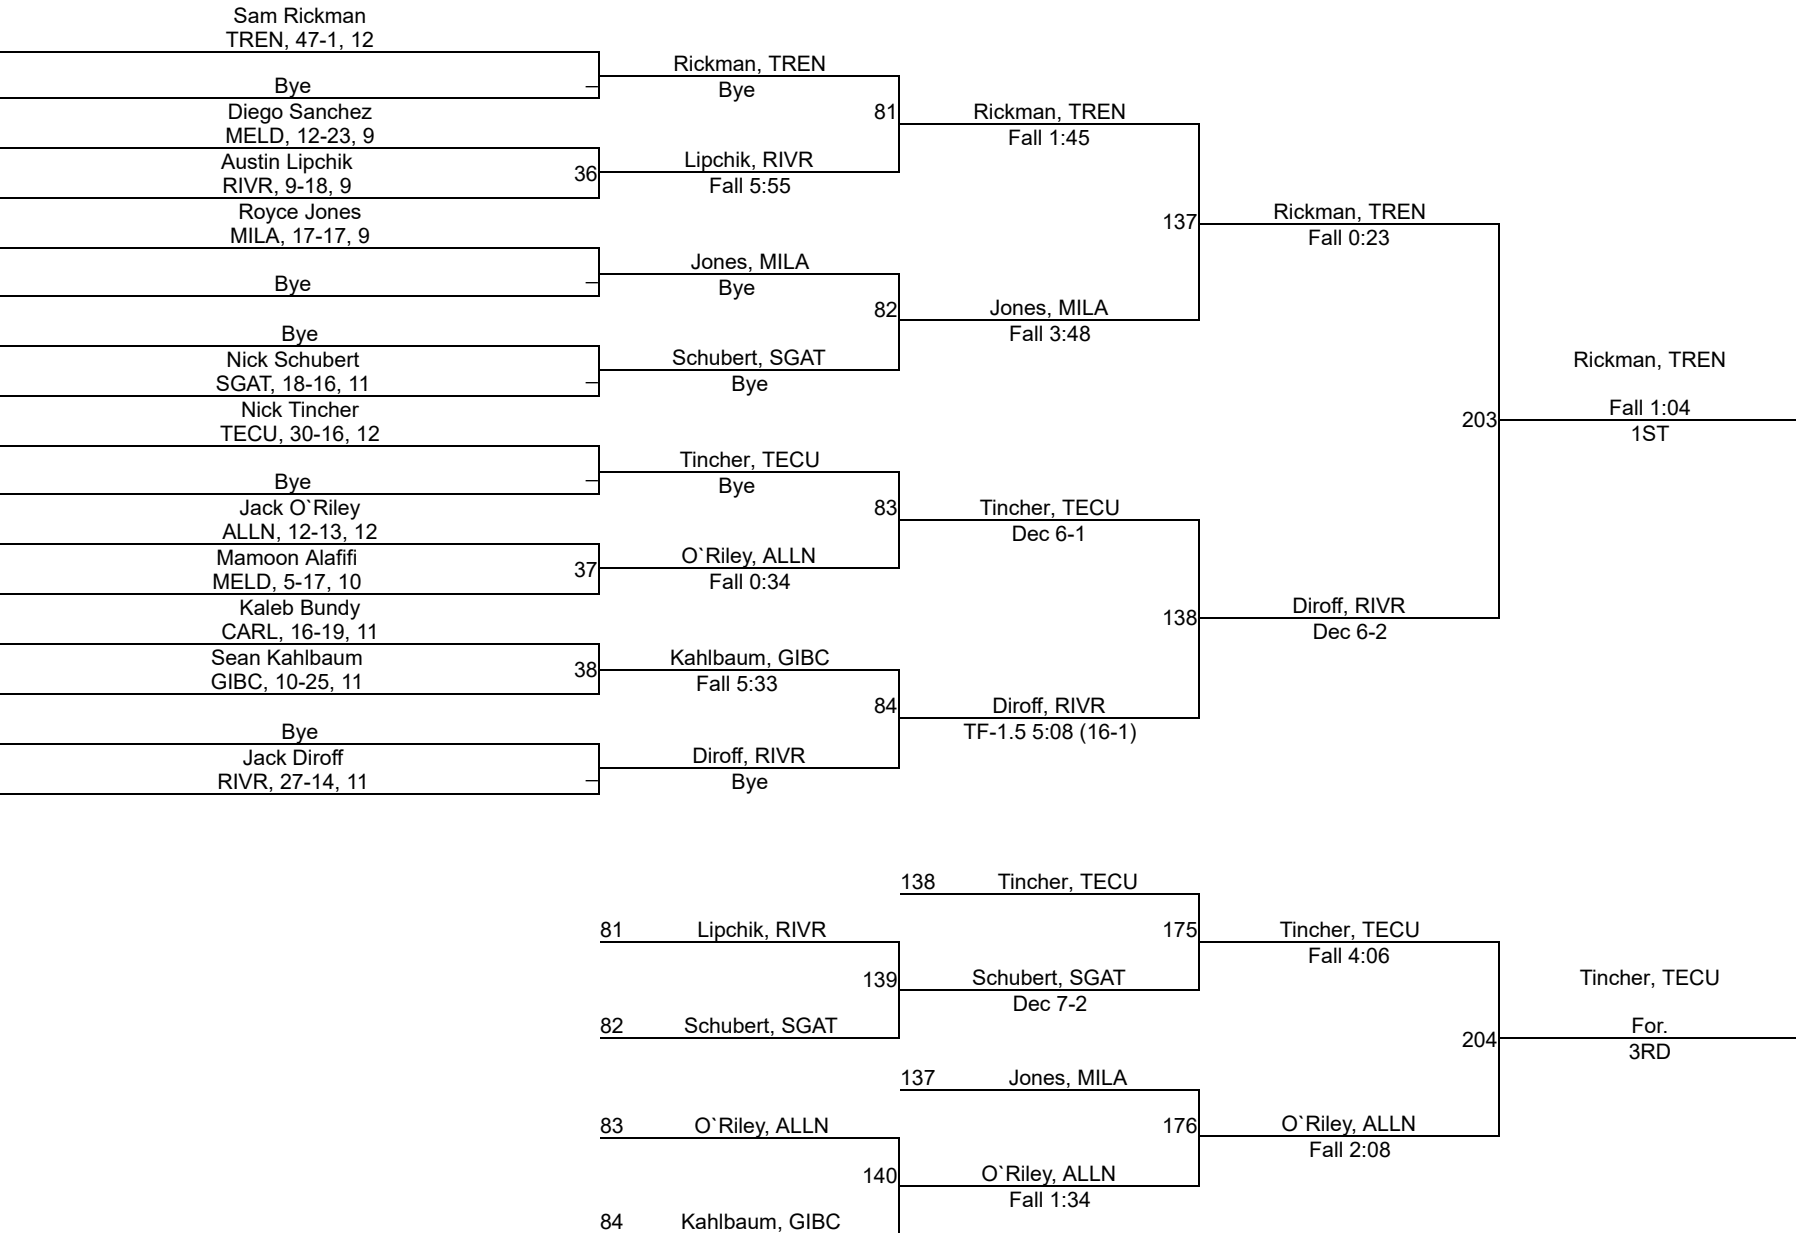 Sam Rickman
TREN, 47-1, 12
Rickman, TREN
Bye
Bye
Diego Sanchez
81
Rickman, TREN
MELD, 12-23, 9
Fall 1:45
Austin Lipchik
Lipchik, RIVR
36
RIVR, 9-18, 9
Fall 5:55
Royce Jones
137
Rickman, TREN
MILA, 17-17, 9
Fall 0:23
Jones, MILA
Bye
Bye
82
Jones, MILA
Bye
Fall 3:48
Nick Schubert
Schubert, SGAT
Rickman, TREN
SGAT, 18-16, 11
Bye
Nick Tincher
203
Fall 1:04
TECU, 30-16, 12
1ST
Tincher, TECU
Bye
Bye
Jack O`Riley
83
Tincher, TECU
ALLN, 12-13, 12
Dec 6-1
Mamoon Alafifi
O`Riley, ALLN
37
MELD, 5-17, 10
Fall 0:34
Kaleb Bundy
138
Diroff, RIVR
CARL, 16-19, 11
Dec 6-2
Sean Kahlbaum
Kahlbaum, GIBC
38
GIBC, 10-25, 11
Fall 5:33
84
Diroff, RIVR
Bye
TF-1.5 5:08 (16-1)
Jack Diroff
Diroff, RIVR
RIVR, 27-14, 11
Bye
138
Tincher, TECU
81
Lipchik, RIVR
175
Tincher, TECU
Fall 4:06
139
Schubert, SGAT
Tincher, TECU
Dec 7-2
82
Schubert, SGAT
204
For.
3RD
137
Jones, MILA
83
O`Riley, ALLN
176
O`Riley, ALLN
Fall 2:08
140
O`Riley, ALLN
Fall 1:34
84
Kahlbaum, GIBC